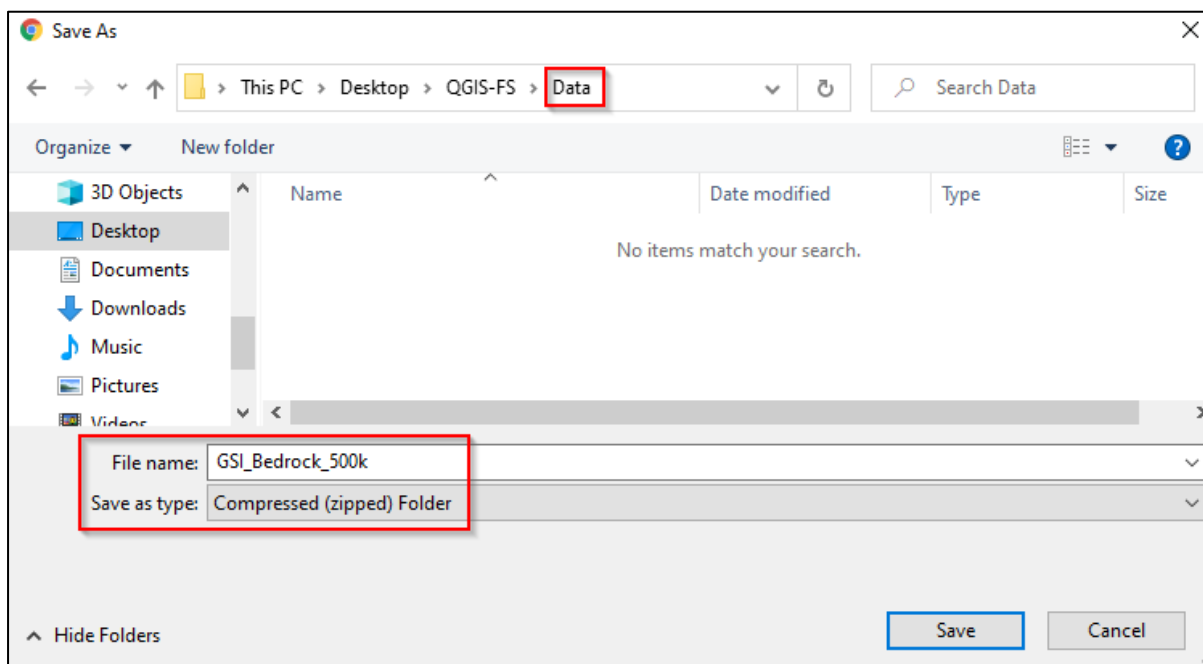 Save As
This PC > Desktop > QGIS-FS > Data
Search Data
Organize
New folder
Name
Date modified
Type
Size
3D Objects
Desktop
Documents
Downloads
Music
Pictures
Videos
No items match your search.
File name: GSI_Bedrock_500k
Save as type: Compressed (zipped) Folder
Hide Folders
Save
Cancel